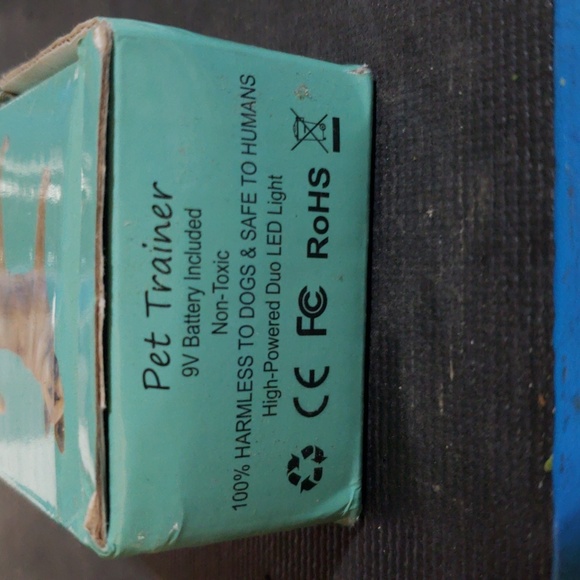 Pet Trainer
9V Battery Included
Non-Toxic
100% HARMLESS TO DOGS & SAFE TO HUMANS
High-Powered Duo LED Light
CE FC RoHS